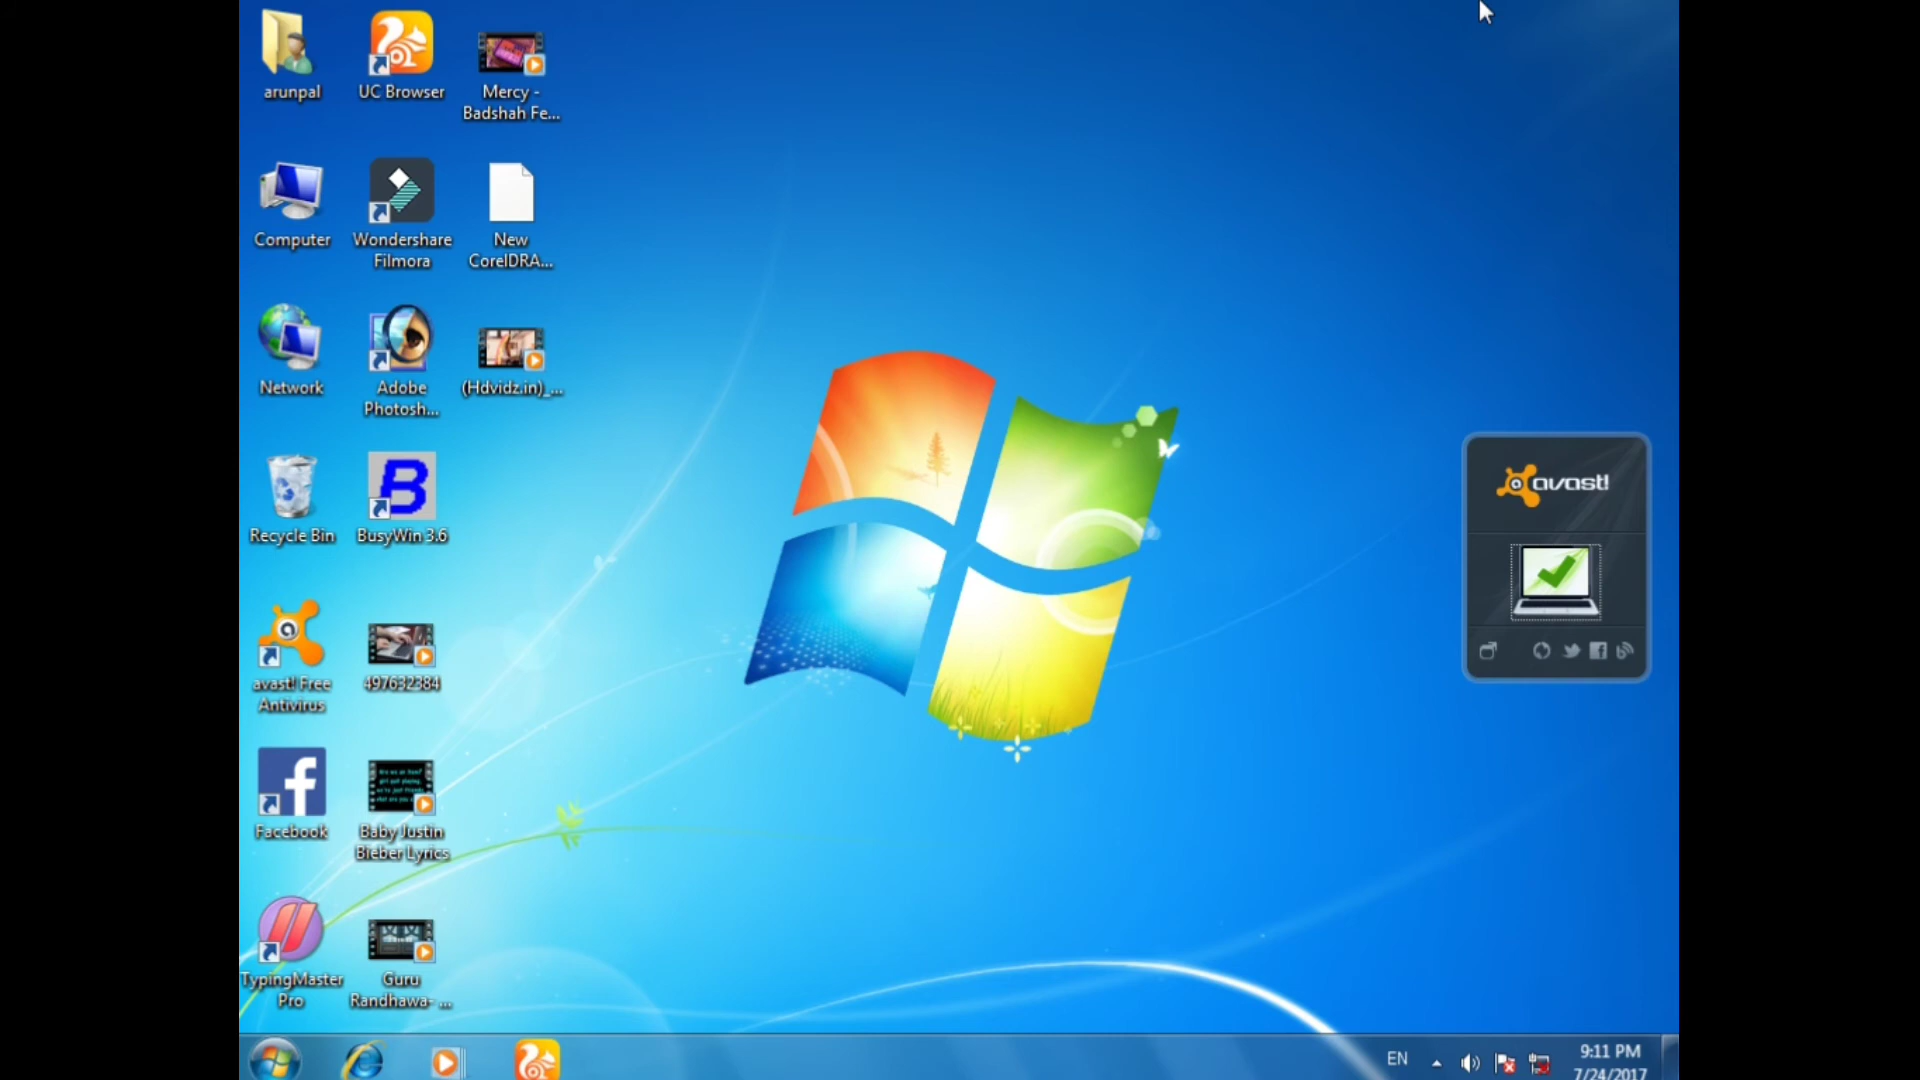 arunpal
UC Browser
Mercy -
Badshah Fe...
Computer
Wondershare
Filmora
New
CorelDRA...
Network
Adobe
Photosh...
(Hdvidz.in)_...
Recycle Bin
BusyWin 3.6
avast! Free
Antivirus
497632384
Facebook
Baby Justin
Bieber Lyrics
TypingMaster
Pro
Guru
Randhawa- ...
avast!
EN
9:11 PM
7/24/2017